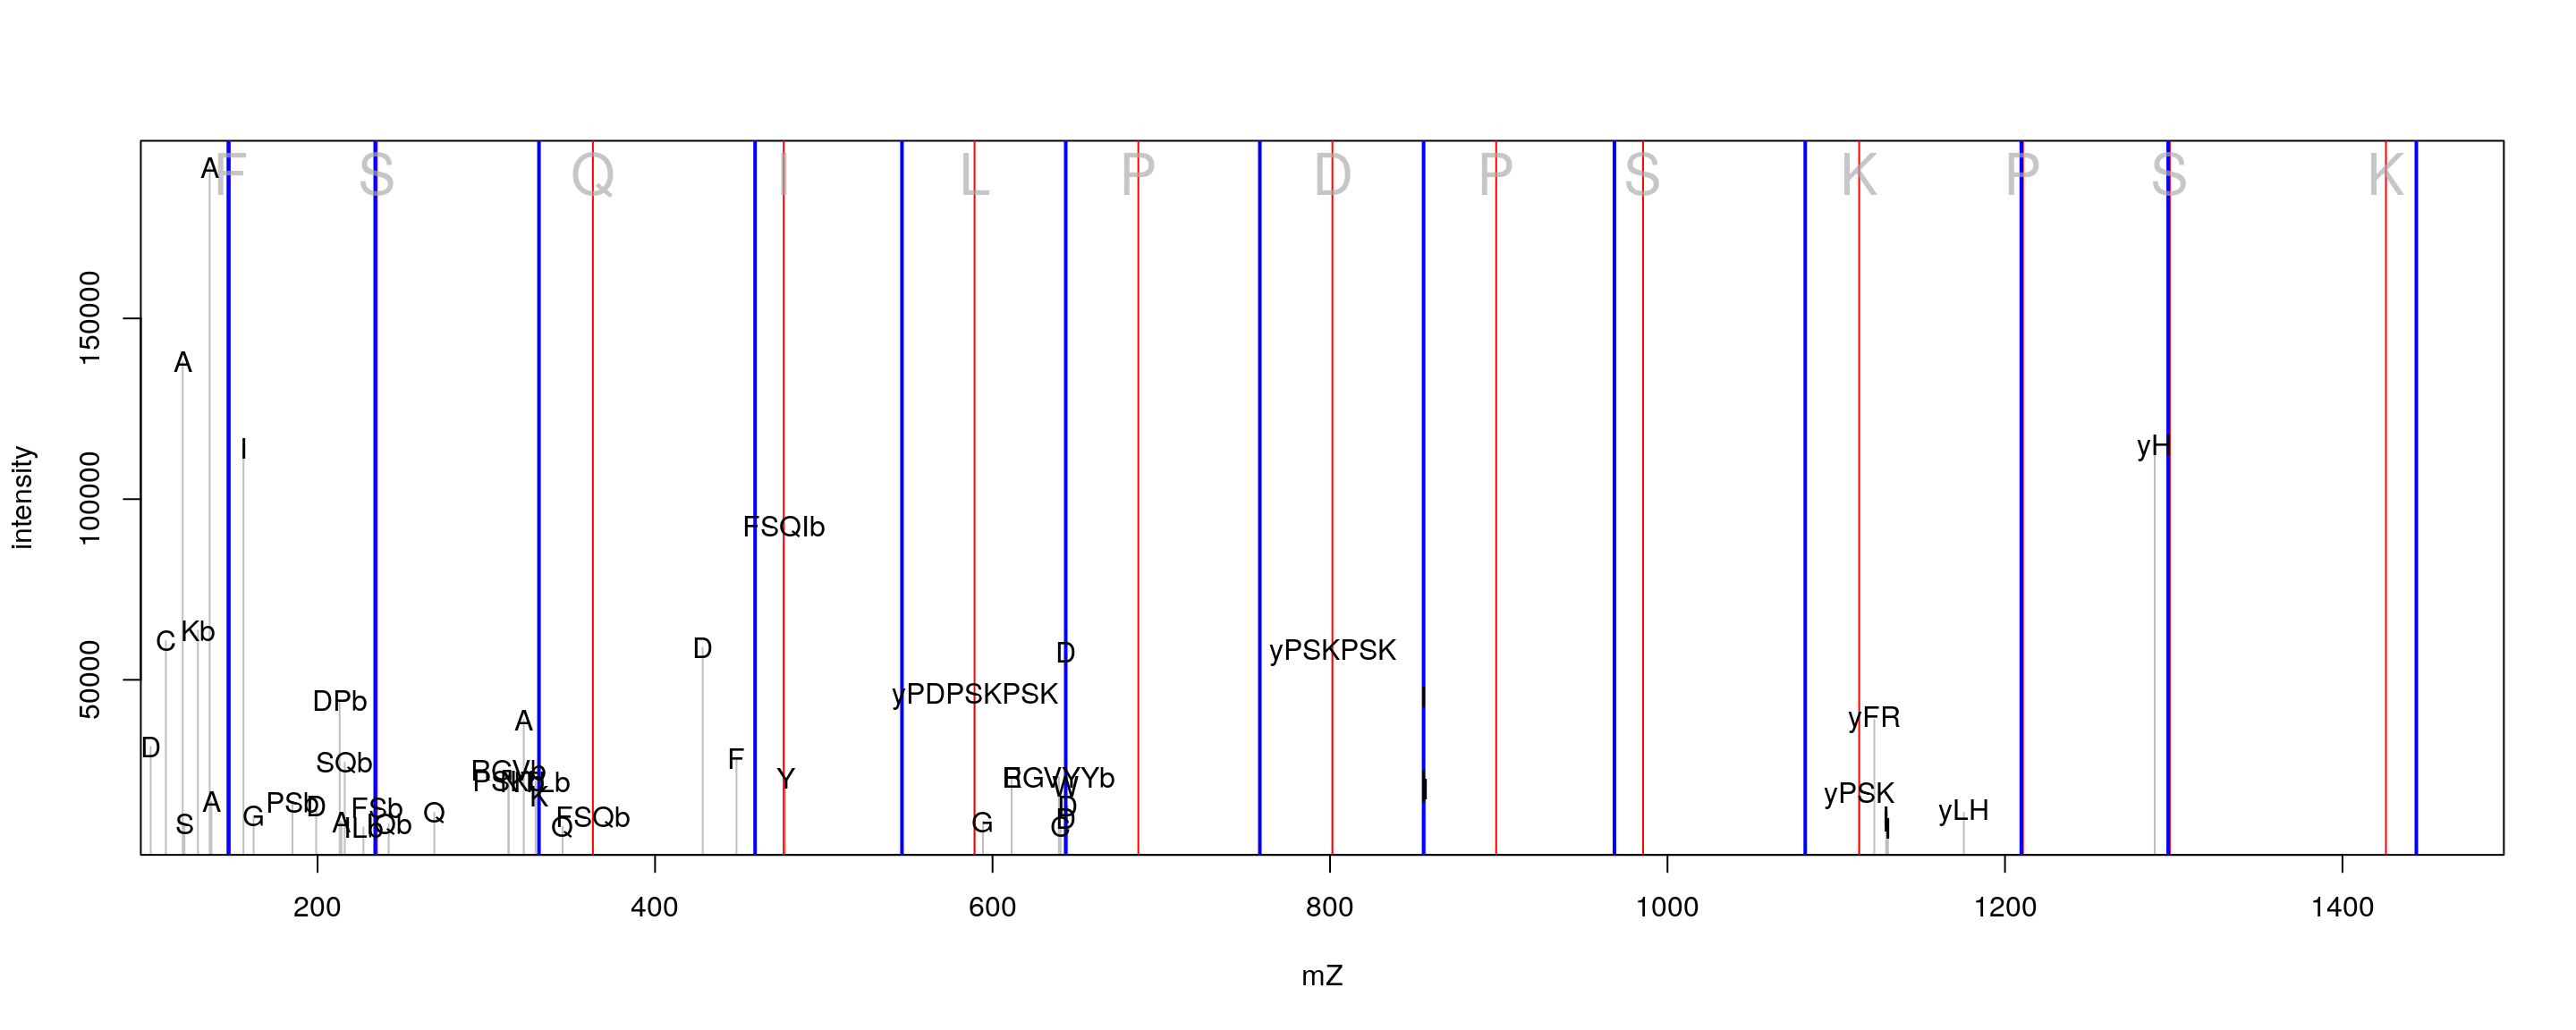 F S Q I L P D P S K P S K
A
A
I
yH
FSQIb
C Kb
D
D
yPSKPSK
yPDPSKPSK
DPb
A
yFR
D
F
SQb
Y
W
K
yPSK
A PSb D
FSb
Q
D
yLH
G
FSQb
S
A
Q
G
150000
100000
50000
intensity
200 400 600 800 1000 1200 1400
mZ